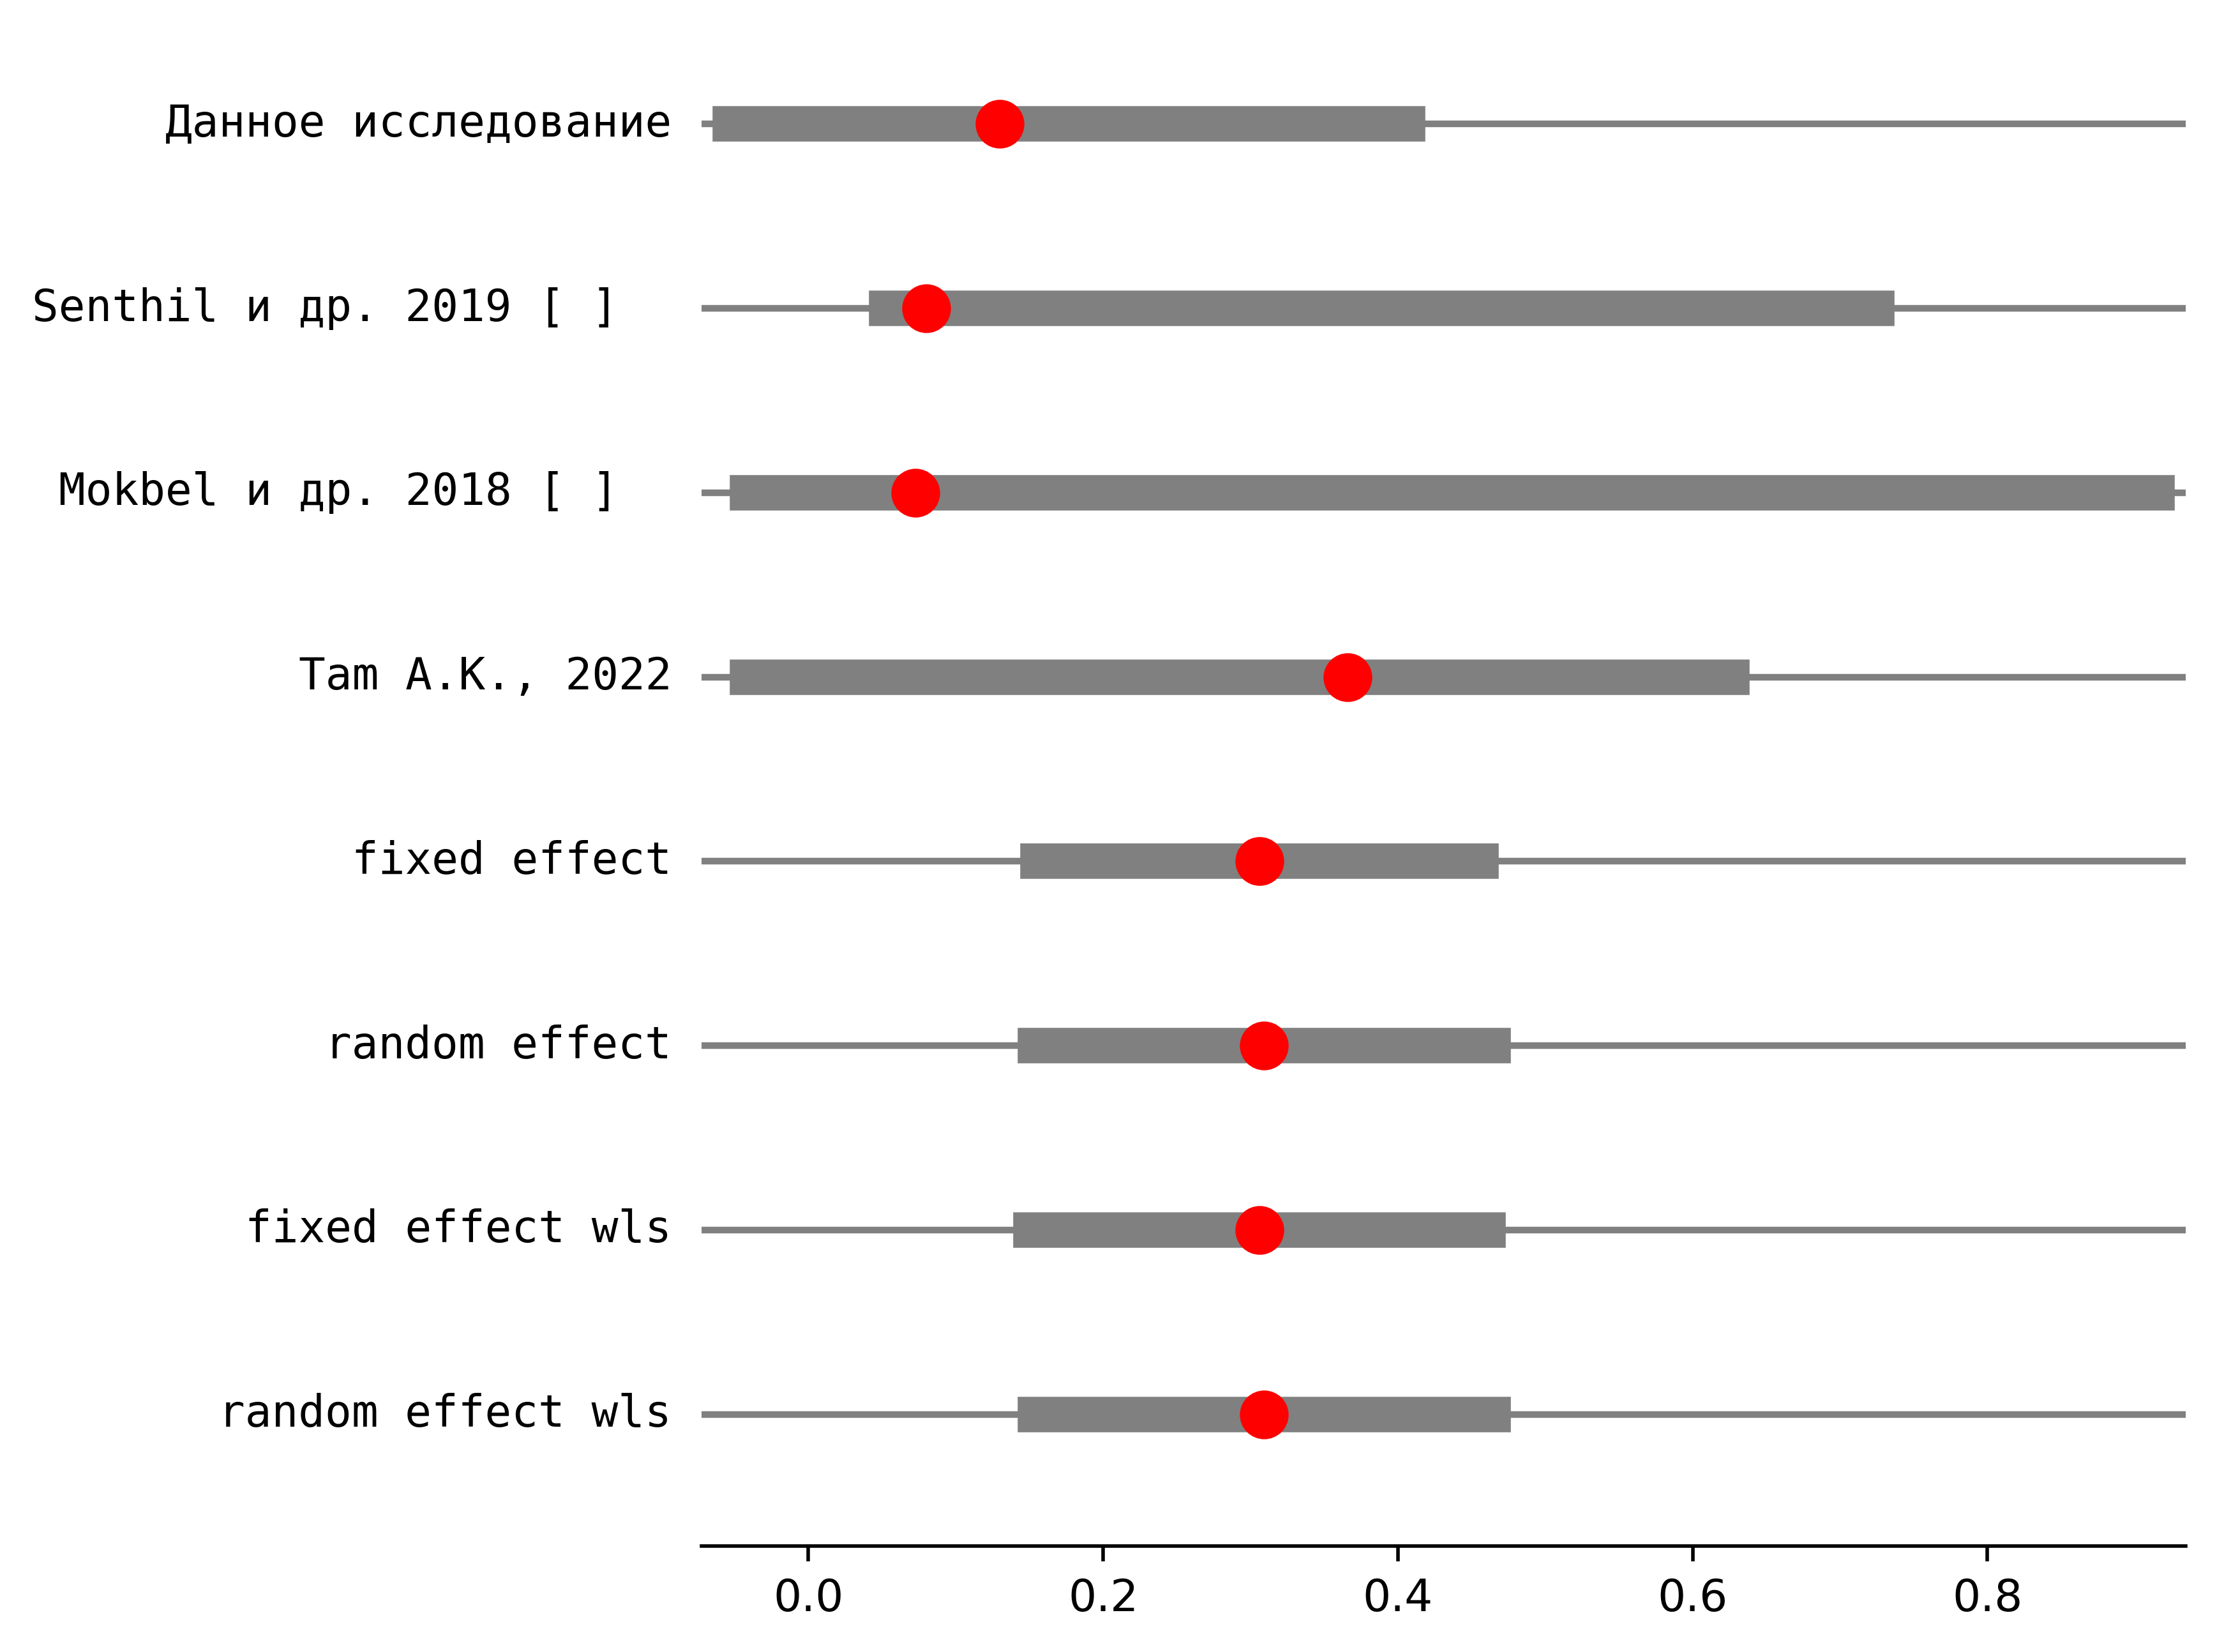 Данное исследование
Senthil и др. 2019 [ ]
Mokbel и др. 2018 [ ]
Tam A.K., 2022
fixed effect
random effect
fixed effect wls
random effect wls
0.0 0.2 0.4 0.6 0.8